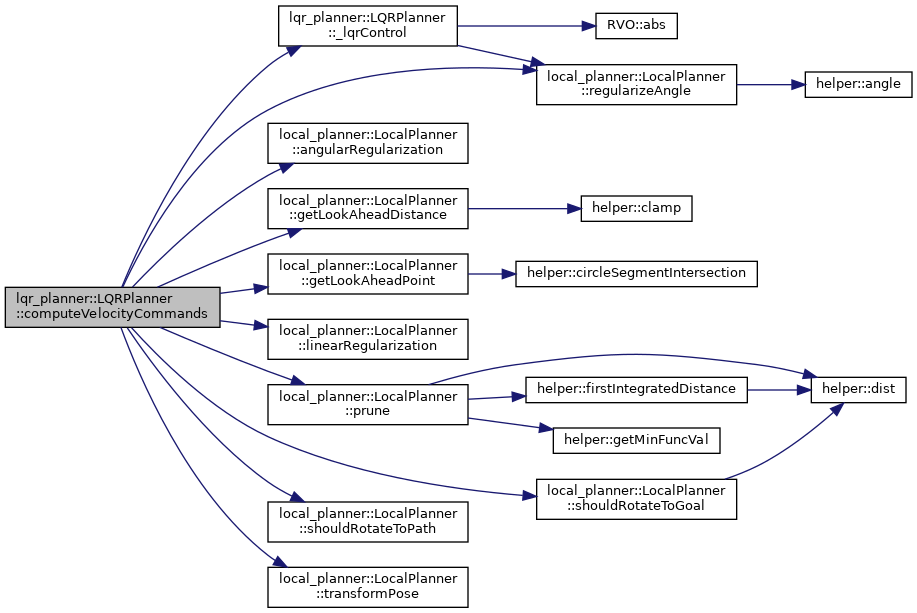 lqr_planner::LQRPlanner
::computeVelocityCommands
lqr_planner::LQRPlanner
::_lqrControl
RVO::abs
local_planner::LocalPlanner
::regularizeAngle
helper::angle
local_planner::LocalPlanner
::angularRegularization
local_planner::LocalPlanner
::getLookAheadDistance
helper::clamp
local_planner::LocalPlanner
::getLookAheadPoint
helper::circleSegmentIntersection
local_planner::LocalPlanner
::linearRegularization
local_planner::LocalPlanner
::prune
helper::firstIntegratedDistance
helper::dist
helper::getMinFuncVal
local_planner::LocalPlanner
::shouldRotateToGoal
local_planner::LocalPlanner
::shouldRotateToPath
local_planner::LocalPlanner
::transformPose